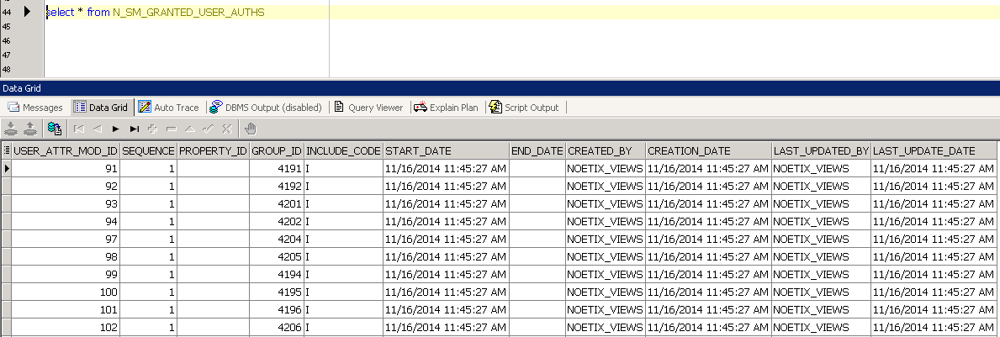 44 select * from N_SM_GRANTED_USER_AUTHS
45
46
47
48
Data Grid
Messages Data Grid Auto Trace DBMS Output (disabled) Query Viewer Explain Plan Script Output
USER_ATTR_MOD_ID SEQUENCE PROPERTY_ID GROUP_ID INCLUDE_CODE START_DATE END_DATE CREATED_BY CREATION_DATE LAST_UPDATED_BY LAST_UPDATE_DATE
91 1 4191 I 11/16/2014 11:45:27 AM NOETIX_VIEWS 11/16/2014 11:45:27 AM NOETIX_VIEWS 11/16/2014 11:45:27 AM
92 1 4192 I 11/16/2014 11:45:27 AM NOETIX_VIEWS 11/16/2014 11:45:27 AM NOETIX_VIEWS 11/16/2014 11:45:27 AM
93 1 4201 I 11/16/2014 11:45:27 AM NOETIX_VIEWS 11/16/2014 11:45:27 AM NOETIX_VIEWS 11/16/2014 11:45:27 AM
94 1 4202 I 11/16/2014 11:45:27 AM NOETIX_VIEWS 11/16/2014 11:45:27 AM NOETIX_VIEWS 11/16/2014 11:45:27 AM
97 1 4204 I 11/16/2014 11:45:27 AM NOETIX_VIEWS 11/16/2014 11:45:27 AM NOETIX_VIEWS 11/16/2014 11:45:27 AM
98 1 4205 I 11/16/2014 11:45:27 AM NOETIX_VIEWS 11/16/2014 11:45:27 AM NOETIX_VIEWS 11/16/2014 11:45:27 AM
99 1 4194 I 11/16/2014 11:45:27 AM NOETIX_VIEWS 11/16/2014 11:45:27 AM NOETIX_VIEWS 11/16/2014 11:45:27 AM
100 1 4195 I 11/16/2014 11:45:27 AM NOETIX_VIEWS 11/16/2014 11:45:27 AM NOETIX_VIEWS 11/16/2014 11:45:27 AM
101 1 4196 I 11/16/2014 11:45:27 AM NOETIX_VIEWS 11/16/2014 11:45:27 AM NOETIX_VIEWS 11/16/2014 11:45:27 AM
102 1 4206 I 11/16/2014 11:45:27 AM NOETIX_VIEWS 11/16/2014 11:45:27 AM NOETIX_VIEWS 11/16/2014 11:45:27 AM